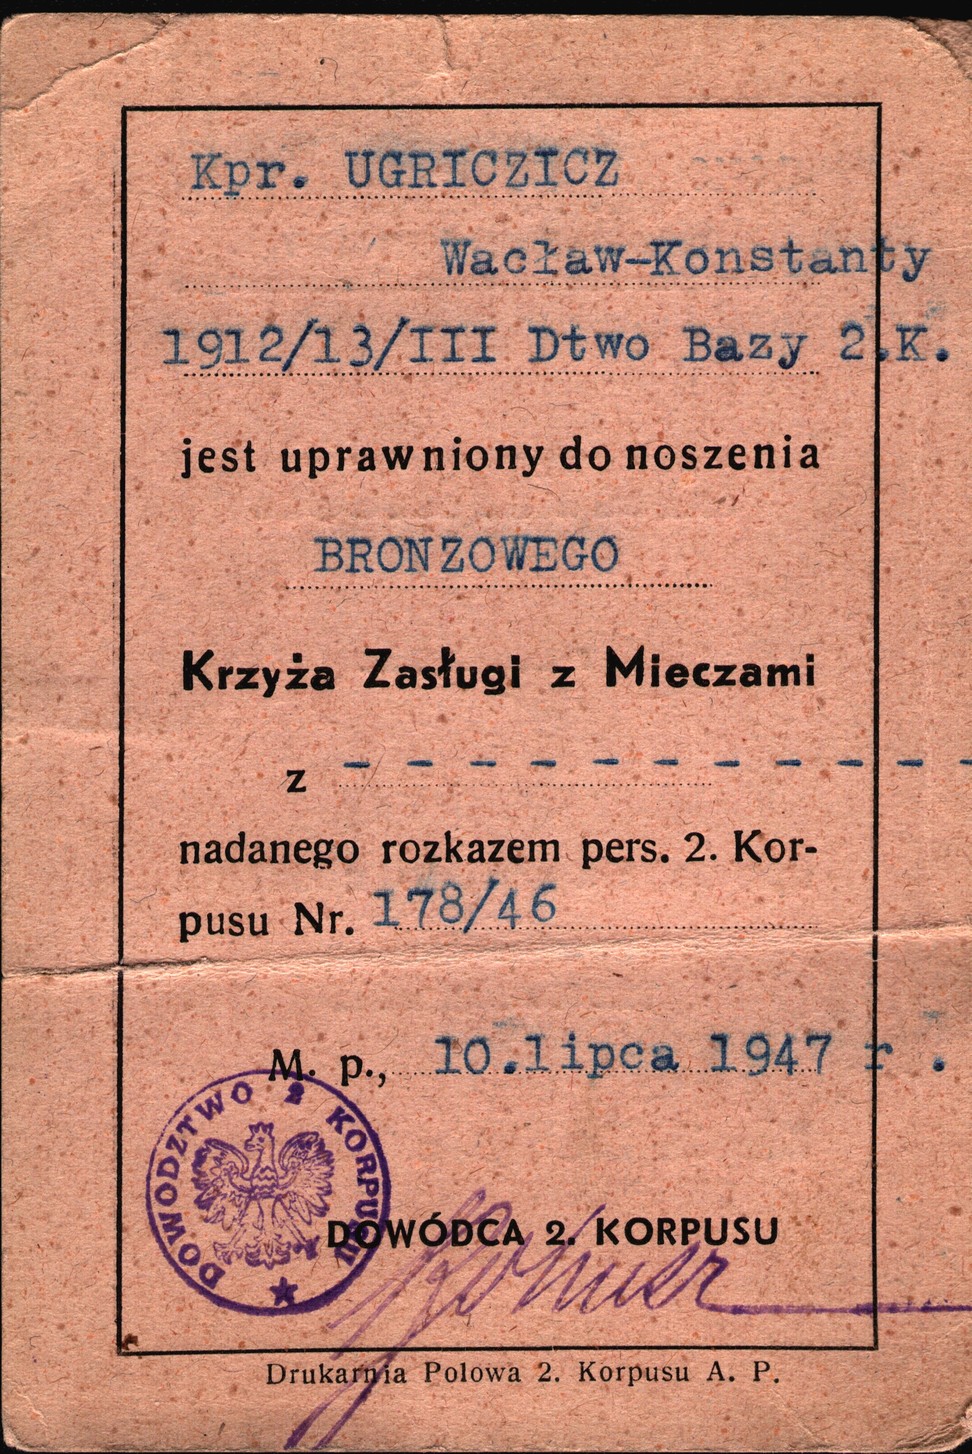 Kpr. UGRICZICZ
Wacław-Konstanty
1912/13/III Dtwo Bazy 2.K.
jest uprawniony do noszenia
BRONZOWEGO
Krzyża Zasługi z Mieczami
z - - - - - - - - - - -
nadanego rozkazem pers. 2. Kor-
pusu Nr. 178/46
M. p., 10.lipca 1947 r.
DOWÓDZTWO 2 KORPUSU
DOWÓDCA 2. KORPUSU
Drukarnia Polowa 2. Korpusu A. P.